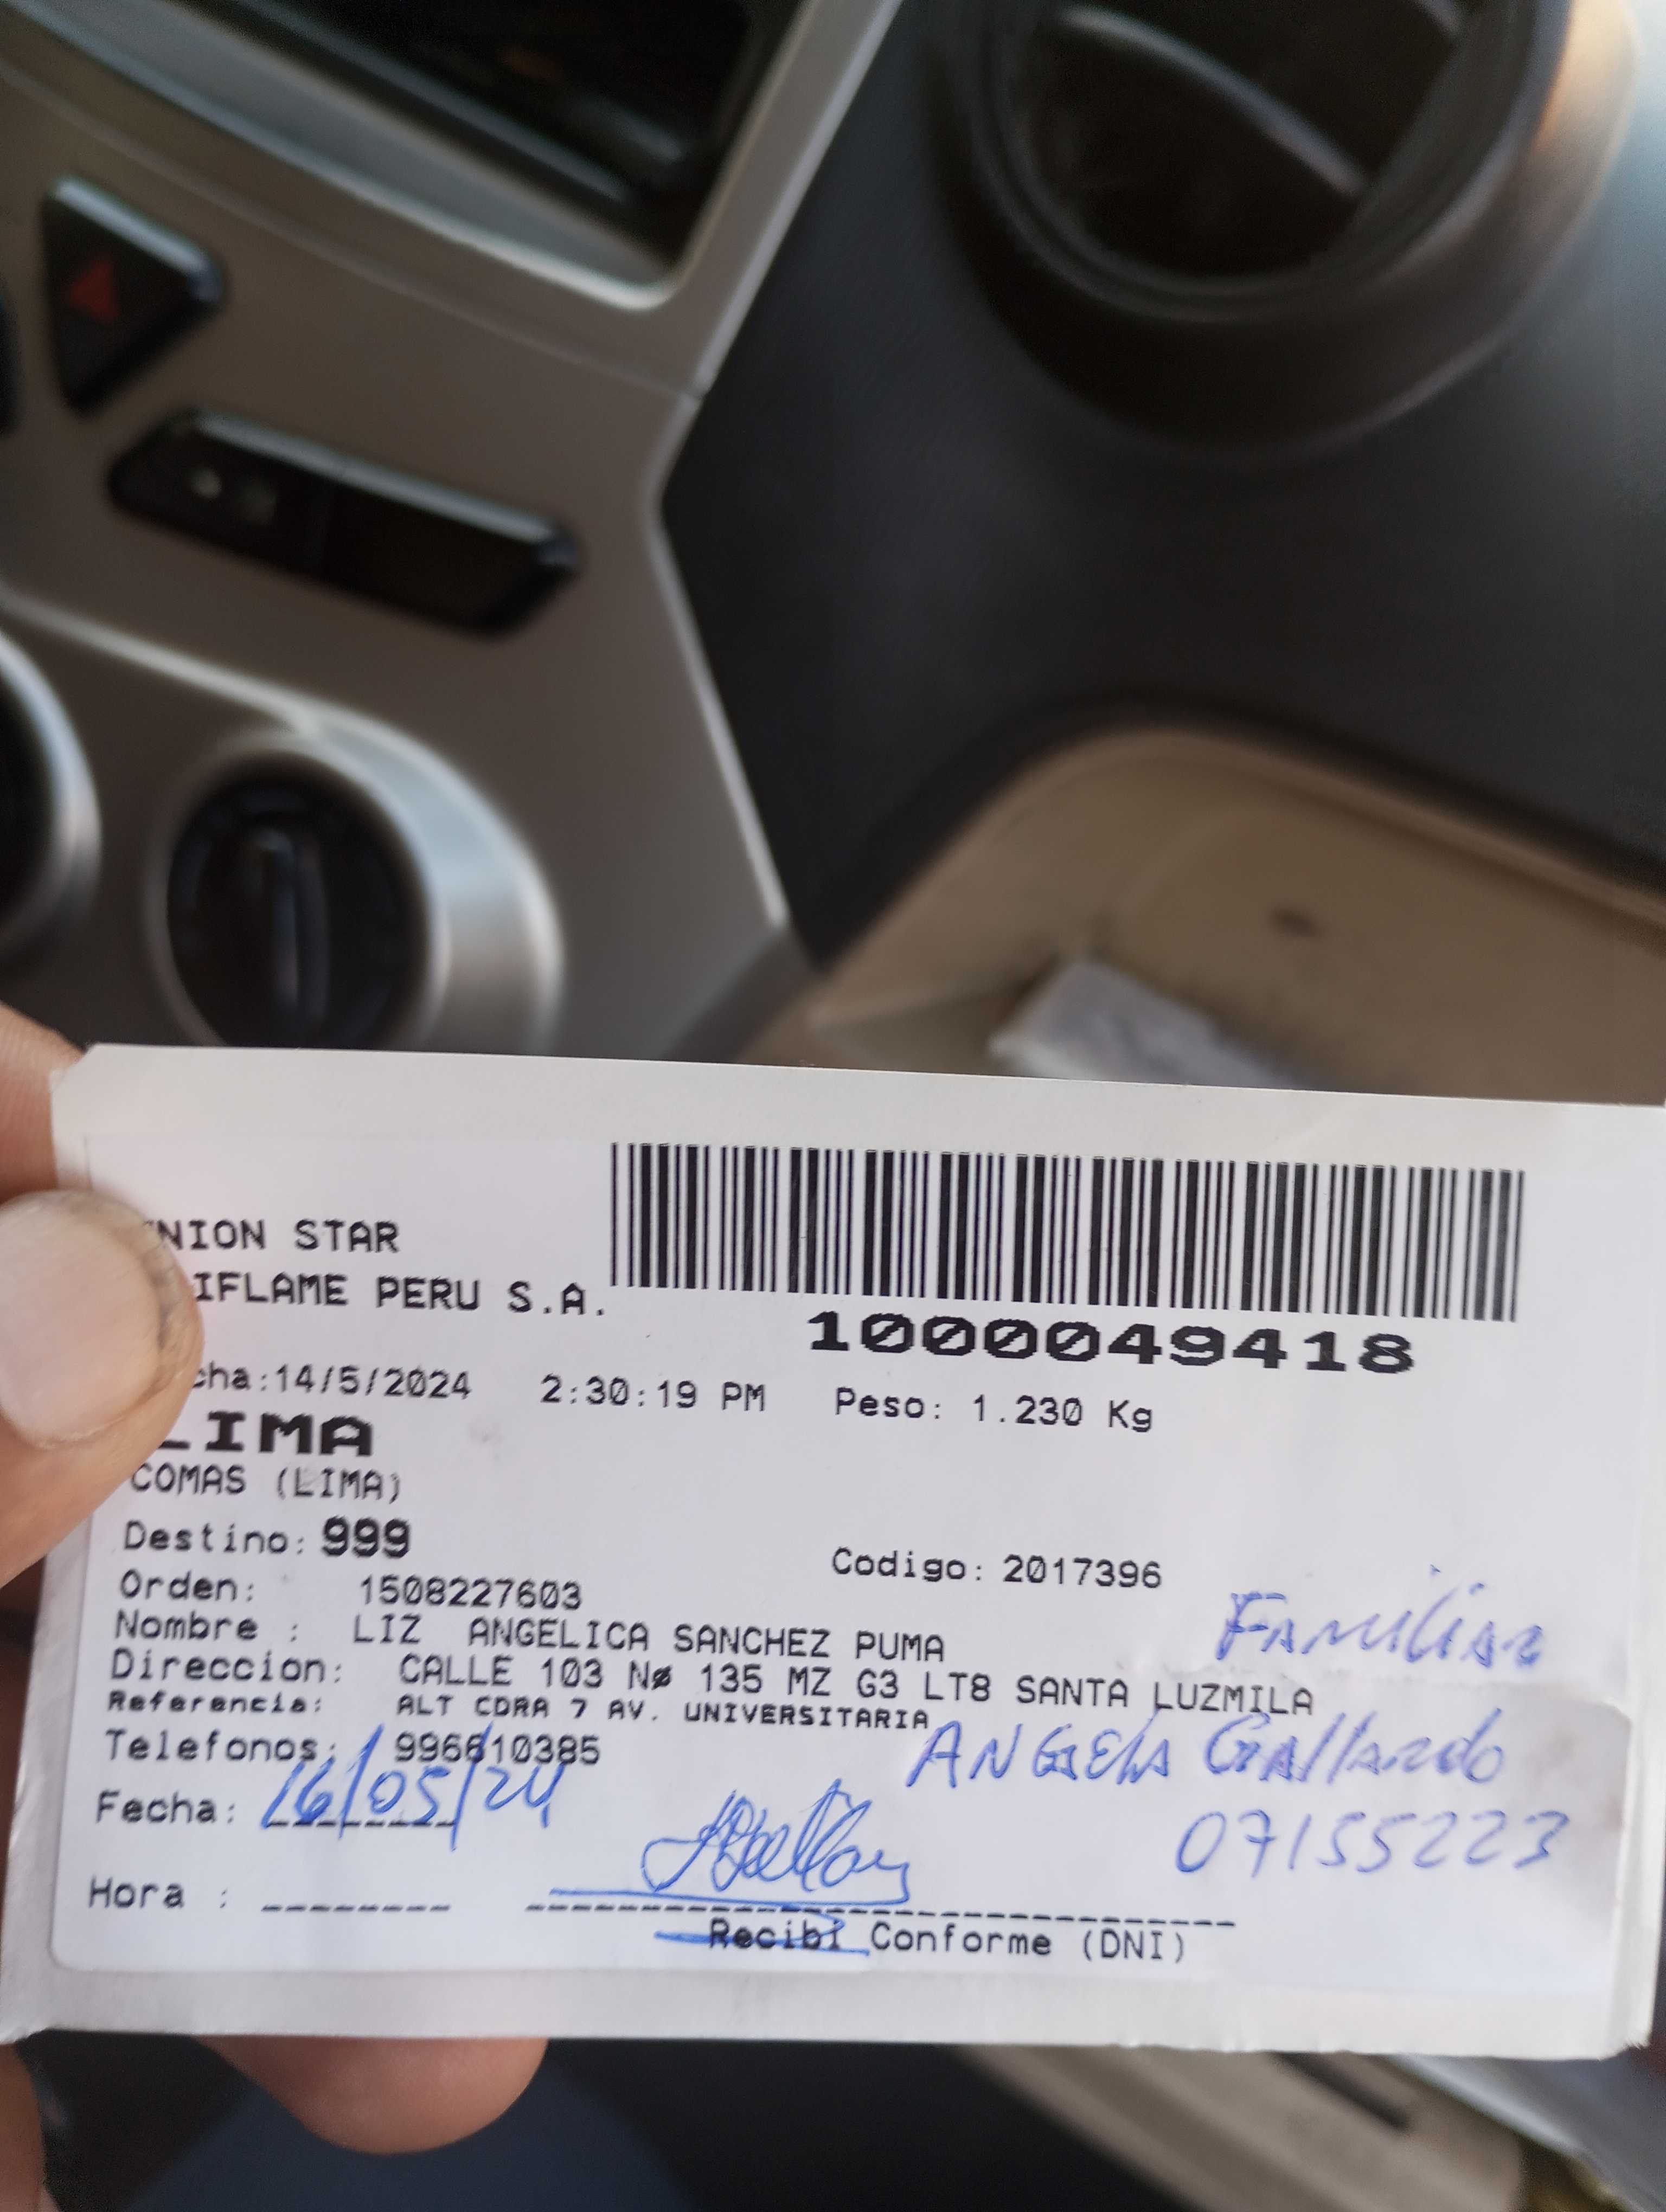 NION STAR
IFLAME PERU S.A.
1000049418
cha:14/5/2024 2:30:19 PM Peso: 1.230 Kg
LIMA
COMAS (LIMA)
Destino: 999
Codigo: 2017396
Orden: 1508227603
Nombre : LIZ ANGELICA SANCHEZ PUMA
Familiar
Direccion: CALLE 103 Nø 135 MZ G3 LT8 SANTA LUZMILA
Referencia: ALT CDRA 7 AV. UNIVERSITARIA
Telefonos: 996610385
ANGELA Gallardo
Fecha: 16/05/24
07155223
Hora : --------
Recibi Conforme (DNI)